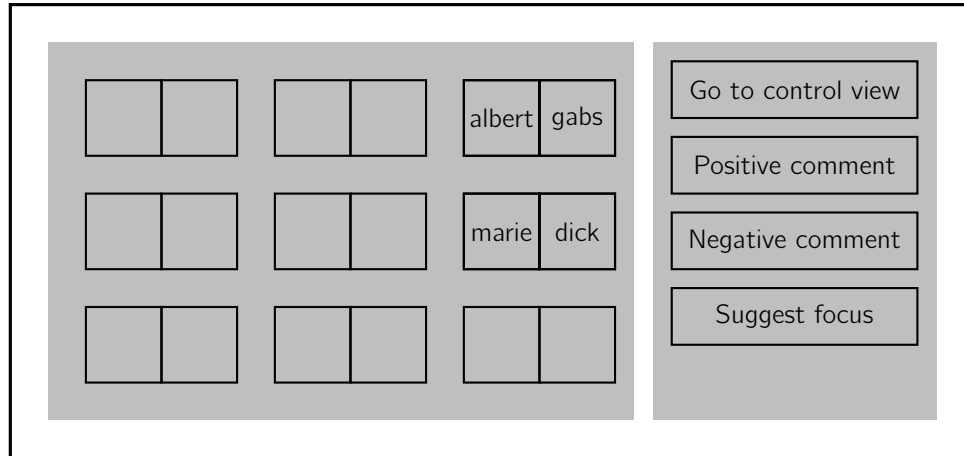 albert gabs
marie dick
Go to control view
Positive comment
Negative comment
Suggest focus